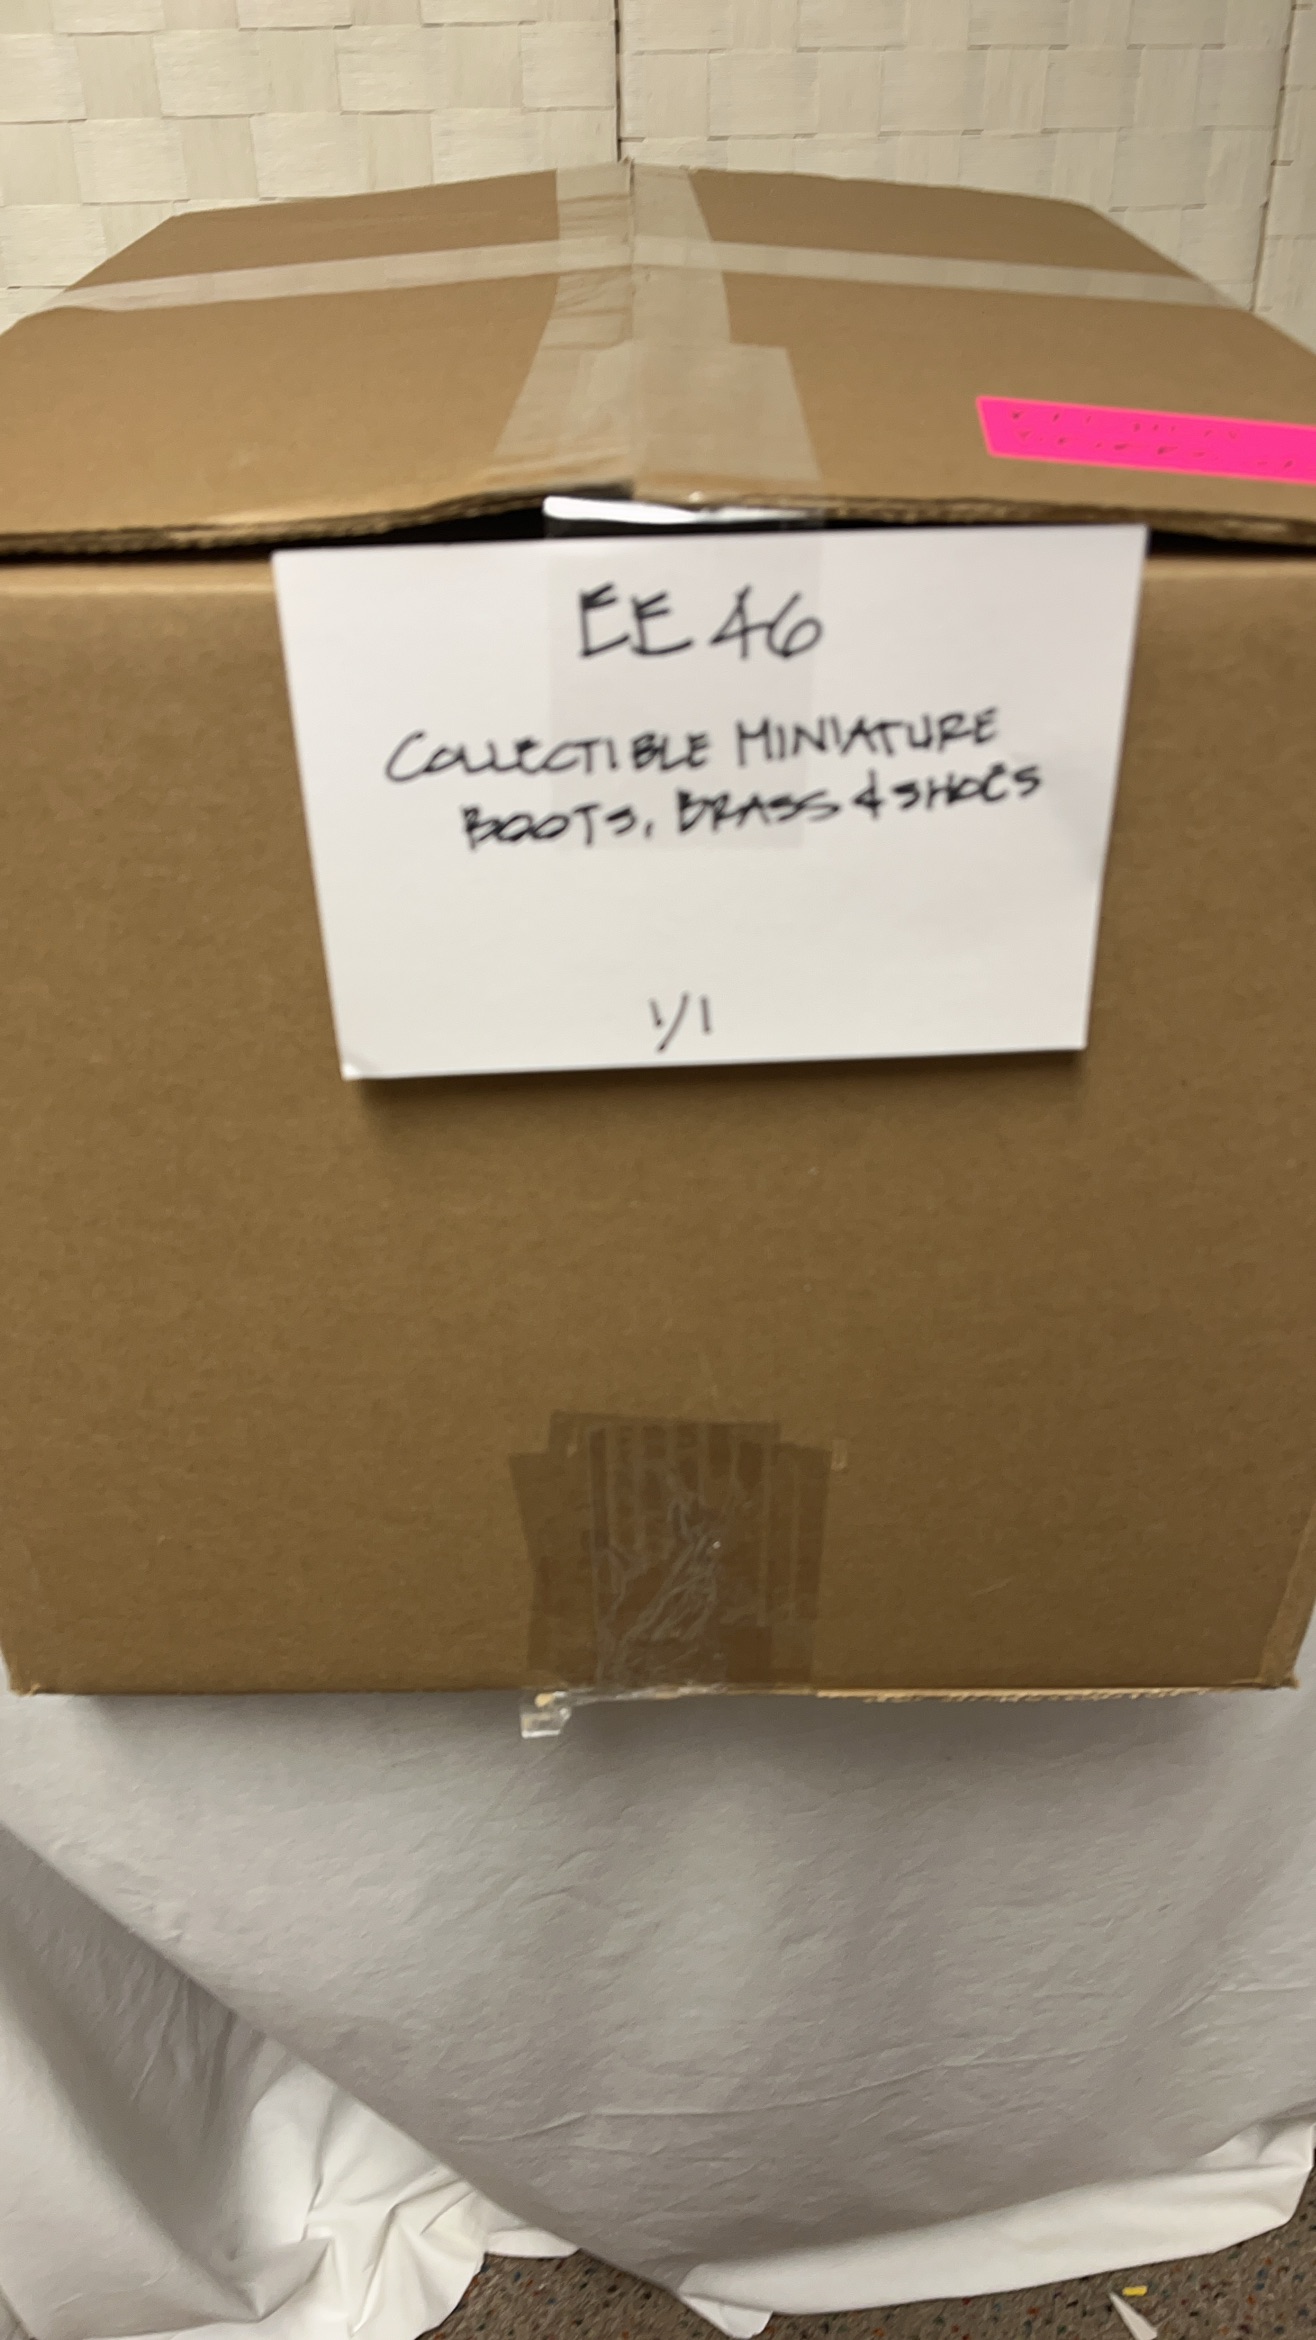 EE 46
COLLECTIBLE MINIATURE
BOOTS, BRASS & SHOES
1/1